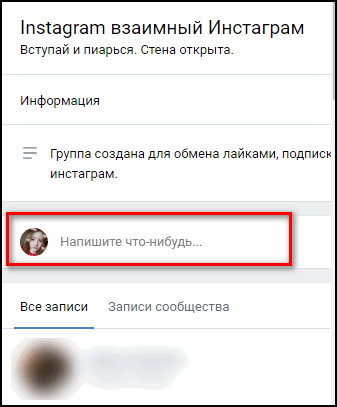 Instagram взаимный Инстаграм
Вступай и пиарься. Стена открыта.
Информация
Группа создана для обмена лайками,
инстаграм.
Напишите что-нибудь...
Все записи Записи сообщества